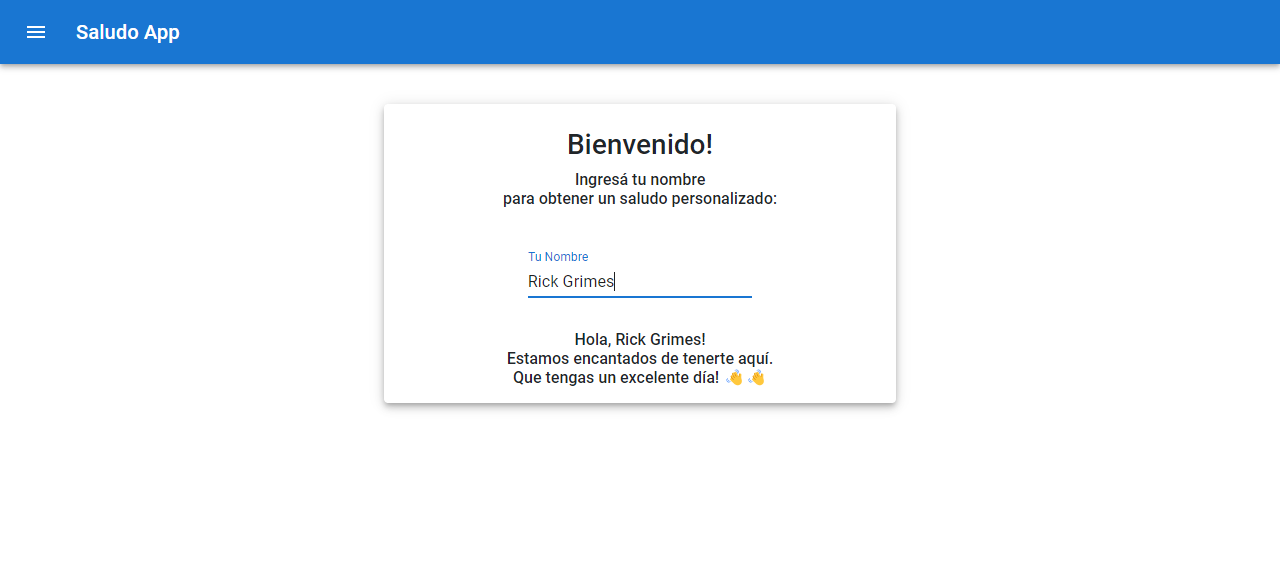 Saludo App
Bienvenido!
Ingresá tu nombre
para obtener un saludo personalizado:
Tu Nombre
Rick Grimes
Hola, Rick Grimes!
Estamos encantados de tenerte aquí.
Que tengas un excelente día! 👏 👏